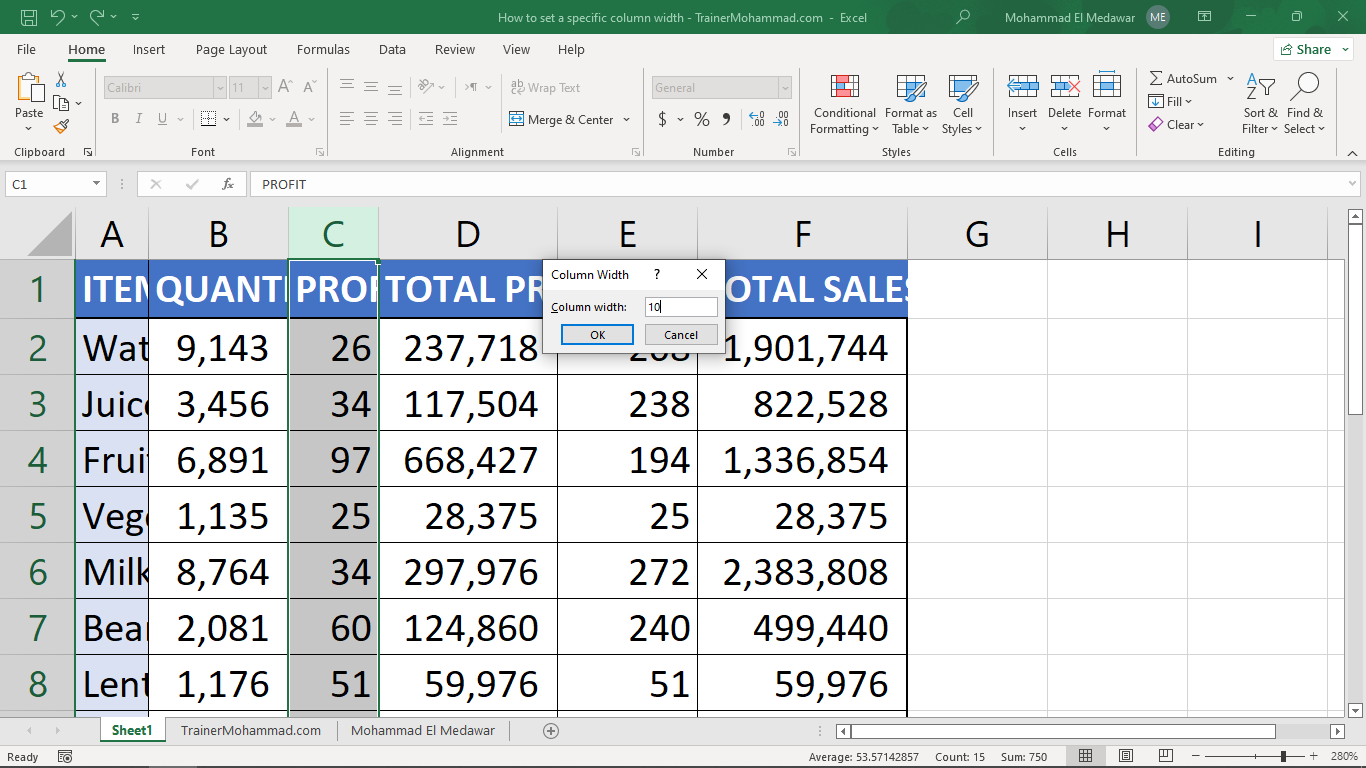 How to set a specific column width - TrainerMohammad.com - Excel
Mohammad El Medawar
ME
File Home Insert Page Layout Formulas Data Review View Help
Share
Paste
Calibri 11
B I U
Wrap Text
Merge & Center
General
$ % 
Conditional Formatting
Format as Table
Cell Styles
Insert Delete Format
AutoSum
Fill
Clear
Sort & Filter
Find & Select
Clipboard Font Alignment Number Styles Cells Editing
C1 fx PROFIT
A B C D E F G H I
1 ITEM QUANTI PROF TOTAL PR OTAL SALES
Column Width ? 
Column width: 10
OK Cancel
2 Wat 9,143 26 237,718 208 1,901,744
3 Juice 3,456 34 117,504 238 822,528
4 Fruit 6,891 97 668,427 194 1,336,854
5 Vege 1,135 25 28,375 25 28,375
6 Milk 8,764 34 297,976 272 2,383,808
7 Bean 2,081 60 124,860 240 499,440
8 Lent 1,176 51 59,976 51 59,976
Sheet1 TrainerMohammad.com Mohammad El Medawar
Ready
Average: 53.57142857 Count: 15 Sum: 750
280%